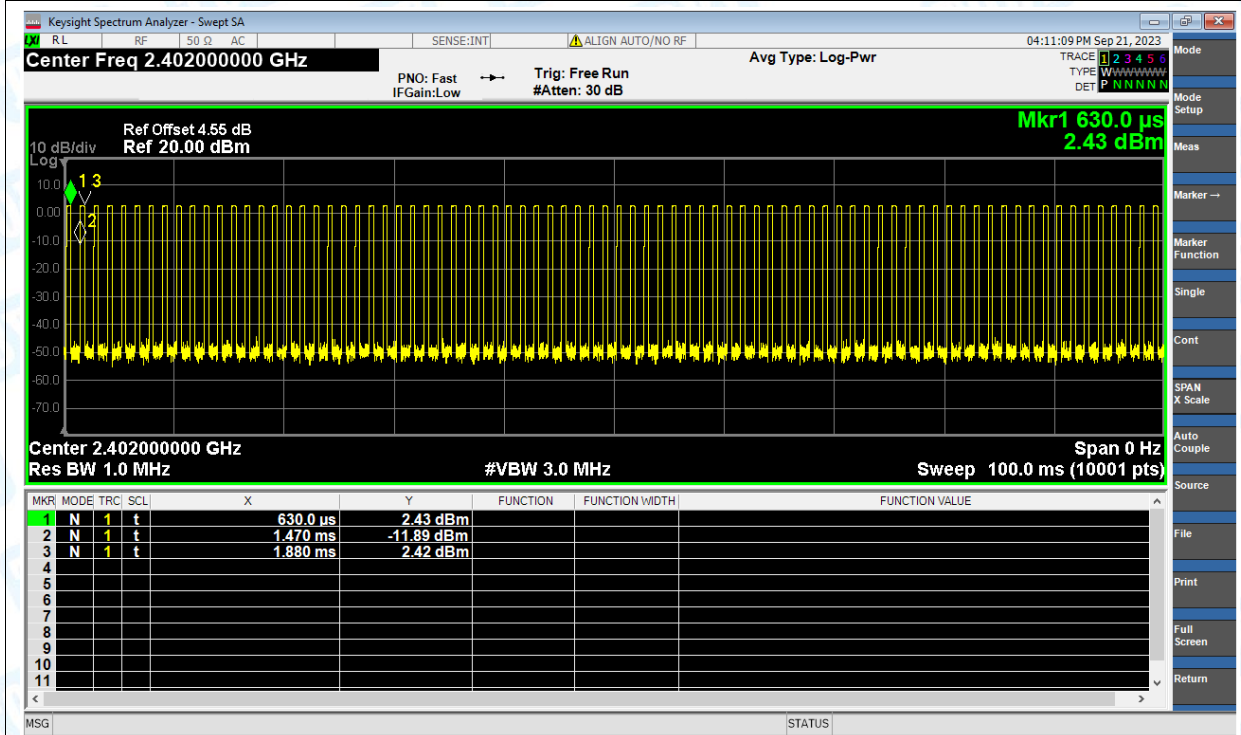 Keysight Spectrum Analyzer - Swept SA
LXI RL RF 50 Ω AC SENSE:INT ALIGN AUTO/NO RF 04:11:09 PM Sep 21, 2023
Center Freq 2.402000000 GHz Avg Type: Log-Pwr TRACE 1 2 3 4 5 6
PNO: Fast Trig: Free Run TYPE WWWWWW
IFGain:Low #Atten: 30 dB DET P N N N N N
Mkr1 630.0 µs
Ref Offset 4.55 dB
10 dB/div Ref 20.00 dBm 2.43 dBm
Log
10.0
0.00
-10.0
-20.0
-30.0
-40.0
-50.0
-60.0
-70.0
1 3
2
Center 2.402000000 GHz Span 0 Hz
Res BW 1.0 MHz #VBW 3.0 MHz Sweep 100.0 ms (10001 pts)
MKR MODE TRC SCL X Y FUNCTION FUNCTION WIDTH FUNCTION VALUE
1 N 1 t 630.0 µs 2.43 dBm
2 N 1 t 1.470 ms -11.89 dBm
3 N 1 t 1.880 ms 2.42 dBm
4
5
6
7
8
9
10
11
MSG STATUS
Mode
Mode
Setup
Meas
Marker →
Marker
Function
Single
Cont
SPAN
X Scale
Auto
Couple
Source
File
Print
Full
Screen
Return